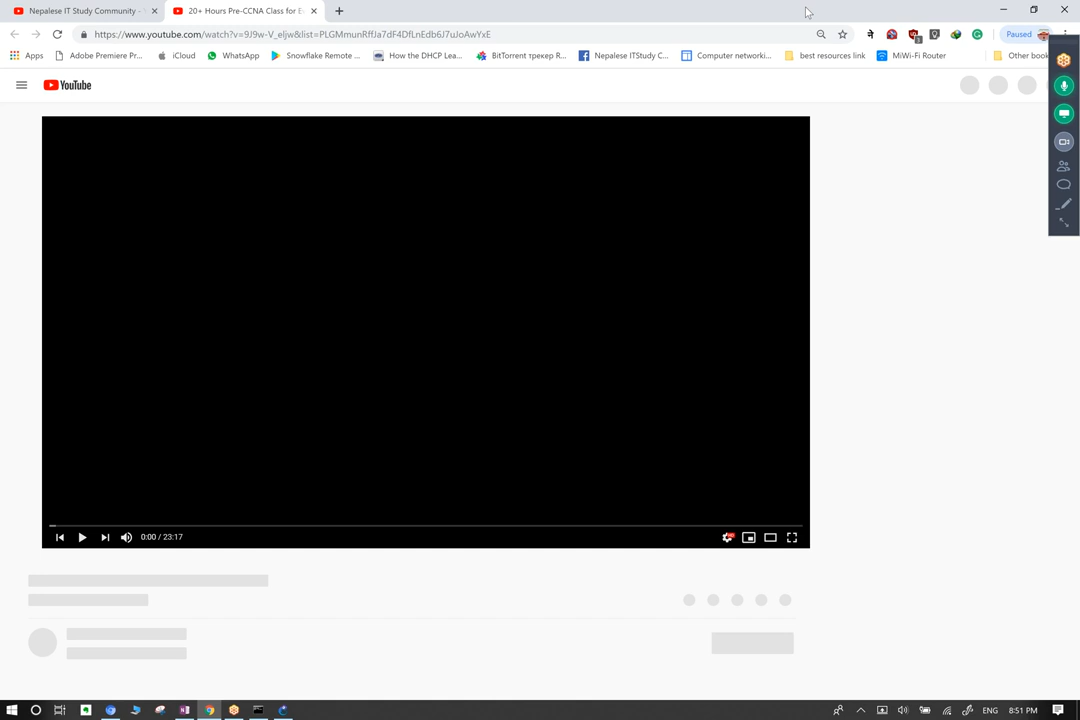 Nepalese IT Study Community -
20+ Hours Pre-CCNA Class for E
https://www.youtube.com/watch?v=9J9w-V_eljw&list=PLGMmunRffJa7dF4DfLnEdb6J7uJoAwYxE
Paused
Apps
Adobe Premiere Pr...
iCloud
WhatsApp
Snowflake Remote ...
How the DHCP Lea...
BitTorrent трекер R...
Nepalese ITStudy C...
Computer networki...
best resources link
MiWi-Fi Router
Other book
YouTube
0:00 / 23:17
ENG
8:51 PM